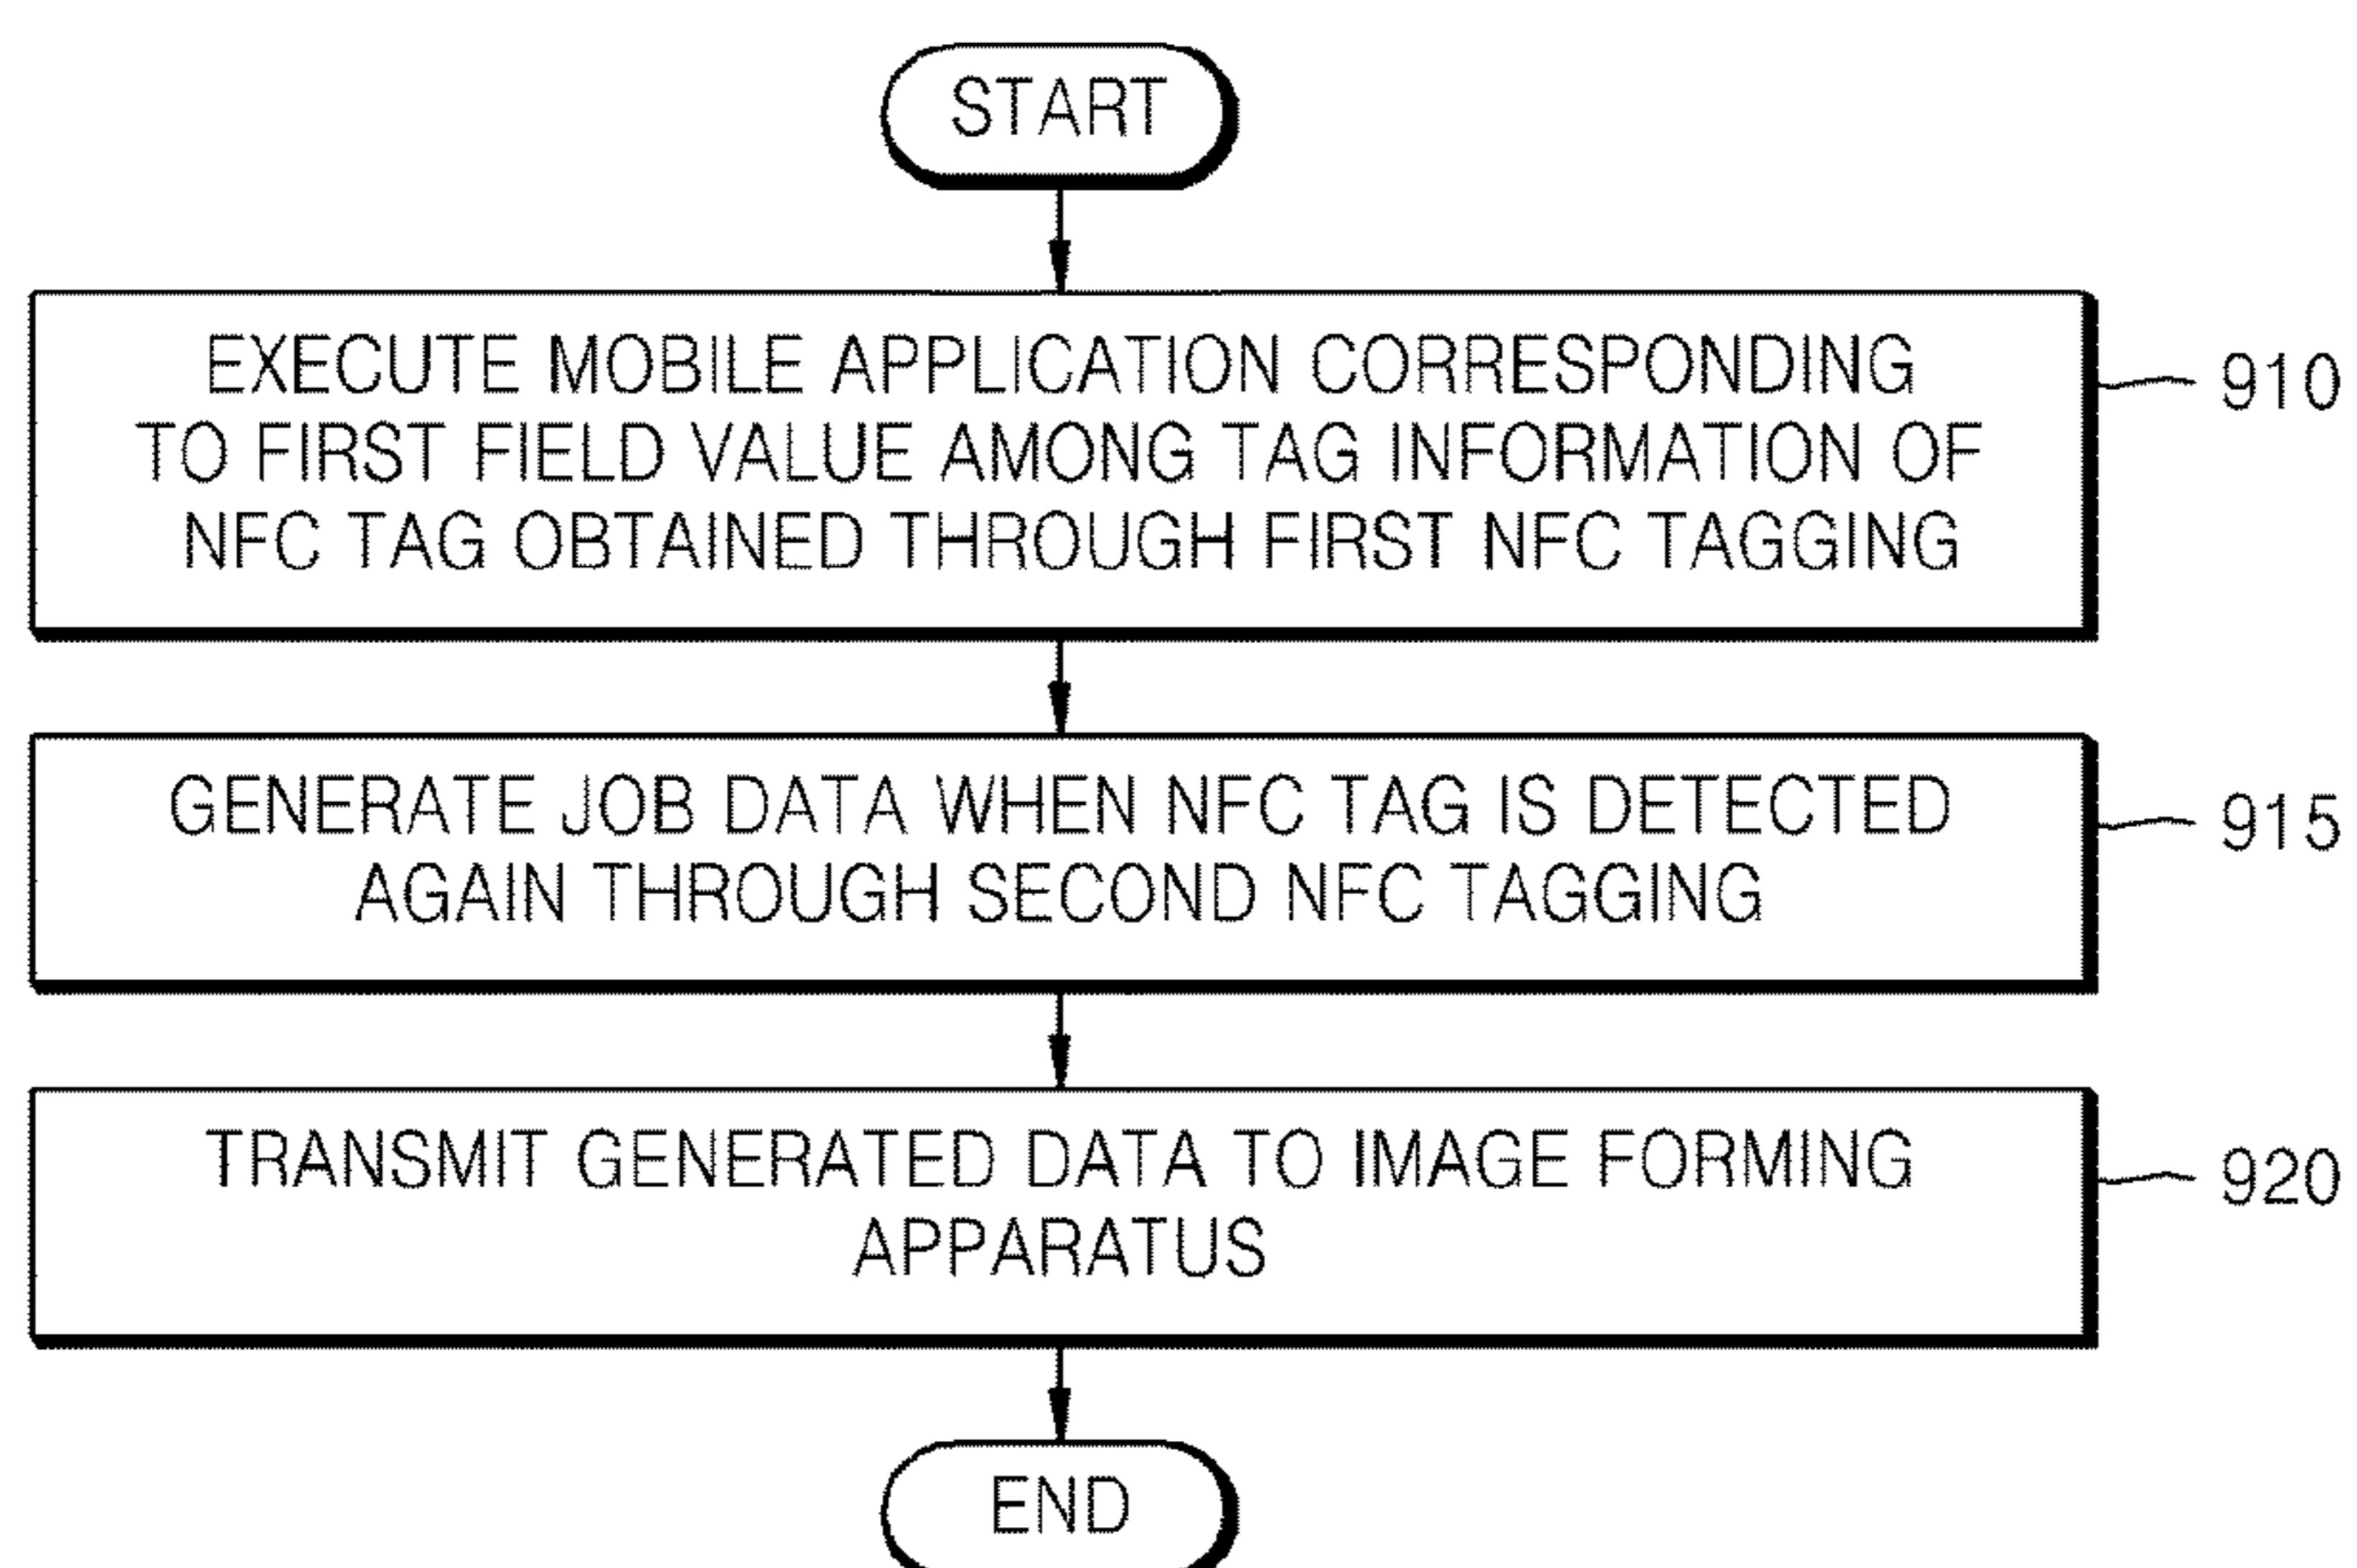 START
EXECUTE MOBILE APPLICATION CORRESPONDING
TO FIRST FIELD VALUE AMONG TAG INFORMATION OF
NFC TAG OBTAINED THROUGH FIRST NFC TAGGING
910
GENERATE JOB DATA WHEN NFC TAG IS DETECTED
AGAIN THROUGH SECOND NFC TAGGING
915
TRANSMIT GENERATED DATA TO IMAGE FORMING
APPARATUS
920
END